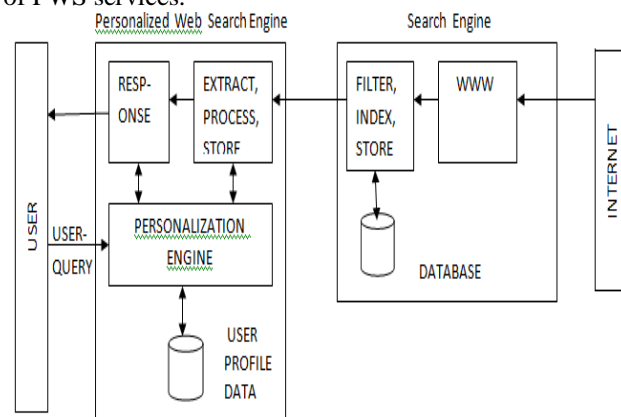 of PWS services.
Personalized Web Search Engine
Search Engine
RESP-
ONSE
EXTRACT,
PROCESS,
STORE
FILTER,
INDEX,
STORE
WWW
INTERNET
USER
USER-
QUERY
PERSONALIZATION
ENGINE
DATABASE
USER
PROFILE
DATA